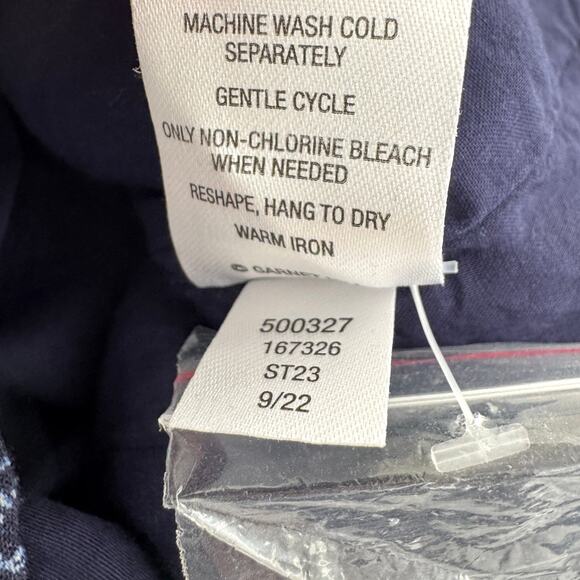 MACHINE WASH COLD
SEPARATELY
GENTLE CYCLE
ONLY NON-CHLORINE BLEACH
WHEN NEEDED
RESHAPE, HANG TO DRY
WARM IRON
©
500327
167326
ST23
9/22